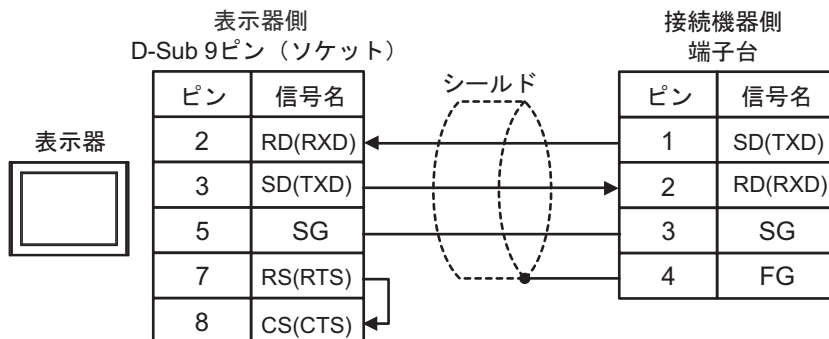 表示器側
D-Sub 9ピン（ソケット）
接続機器側
端子台
ピン 信号名 シールド ピン 信号名
表示器 2 RD(RXD) 1 SD(TXD)
3 SD(TXD) 2 RD(RXD)
5 SG 3 SG
7 RS(RTS) 4 FG
8 CS(CTS)